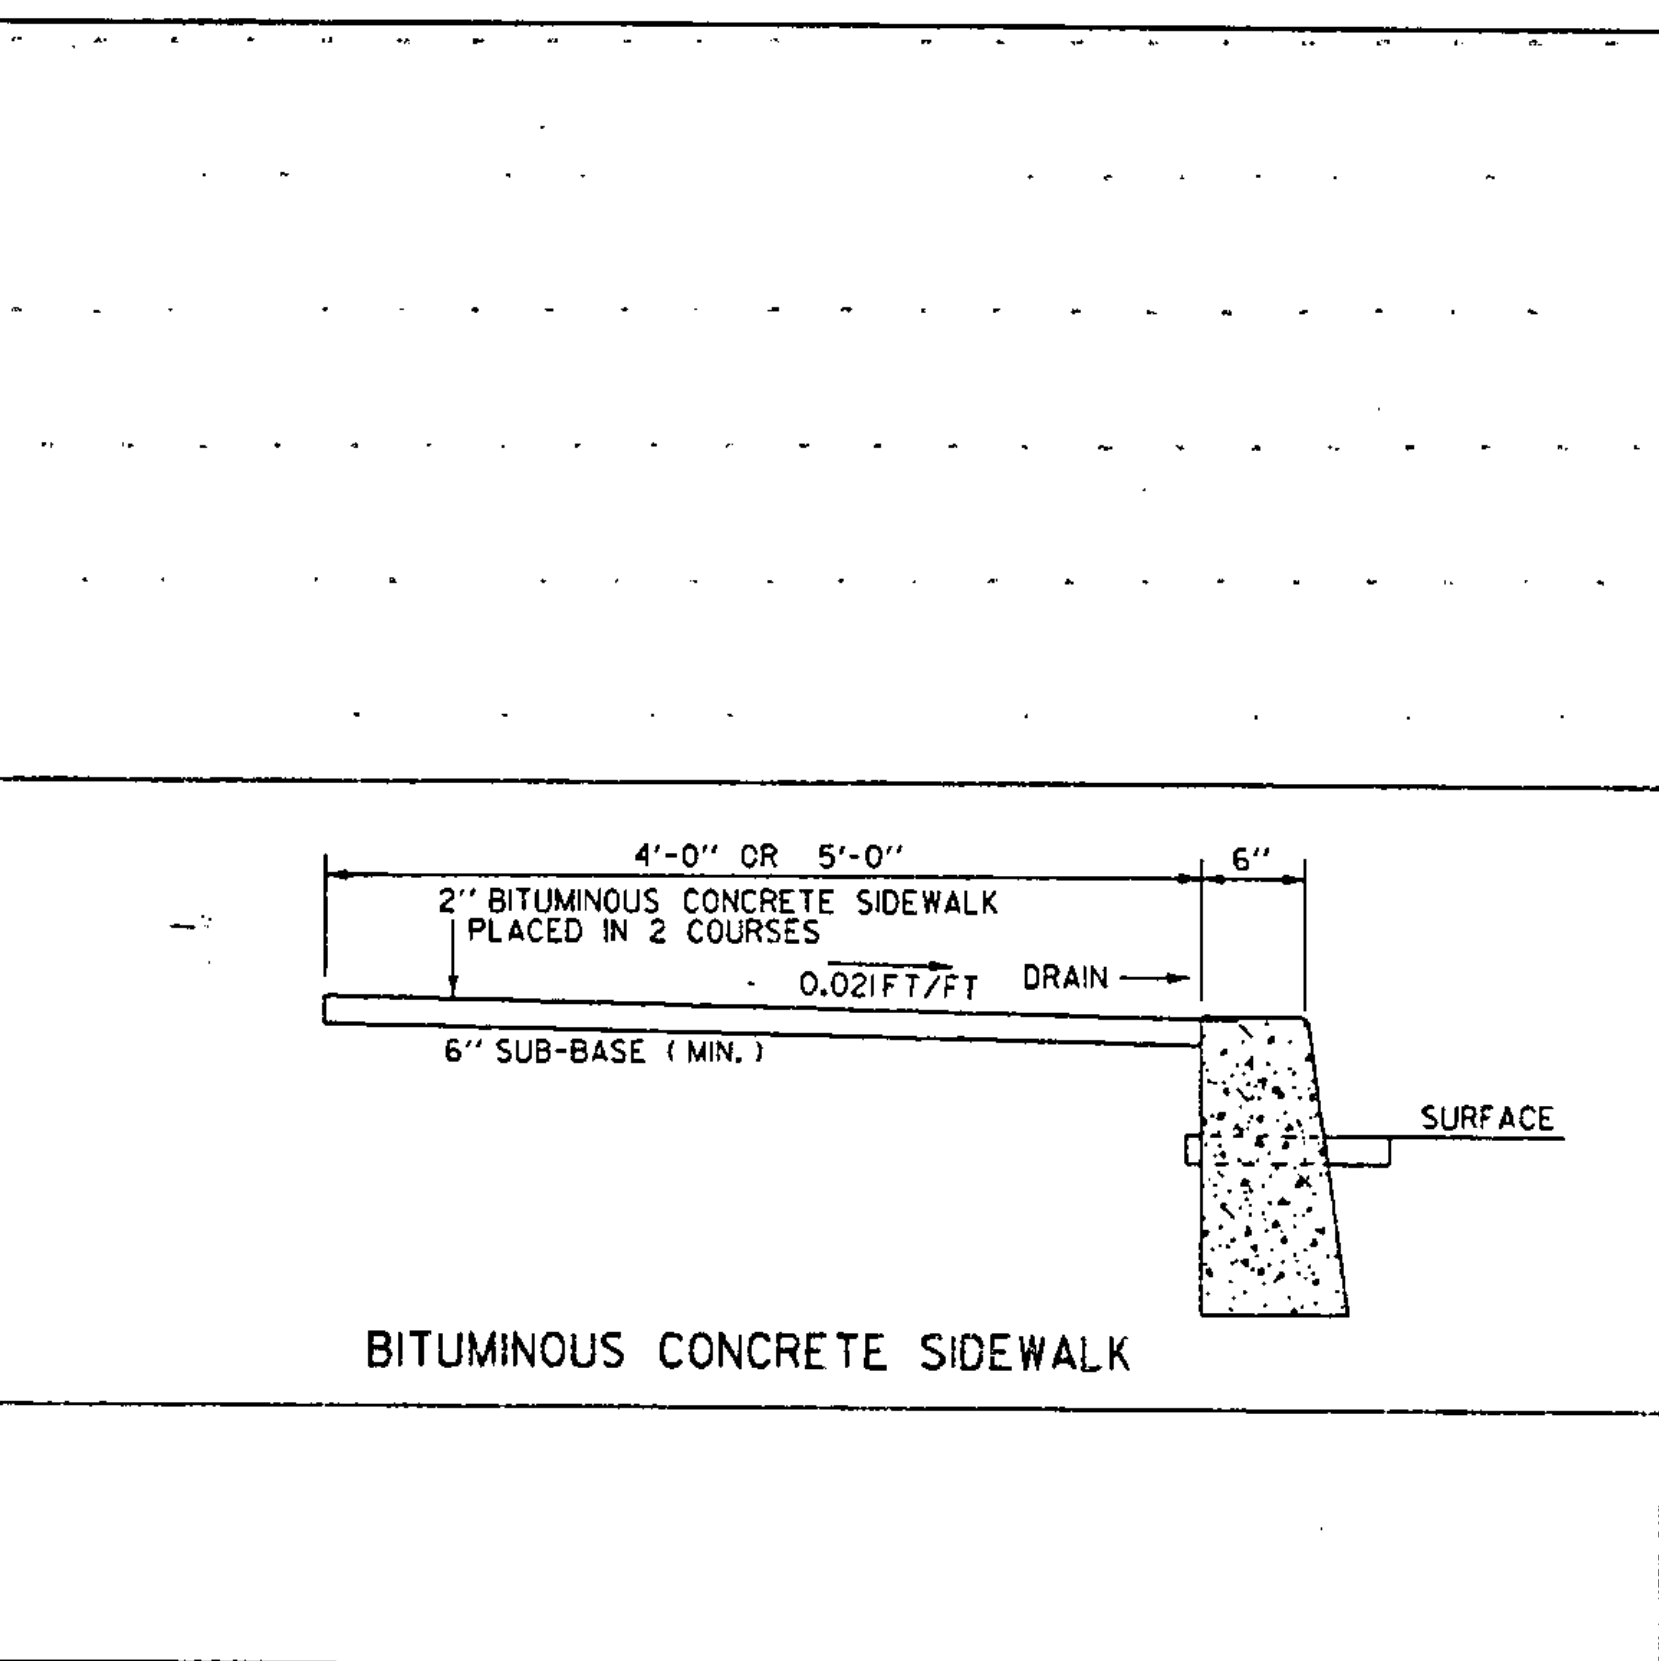 4'-0" OR 5'-0"
6"
2" BITUMINOUS CONCRETE SIDEWALK
PLACED IN 2 COURSES
0.021FT/FT
DRAIN
6" SUB-BASE (MIN.)
SURFACE
BITUMINOUS CONCRETE SIDEWALK